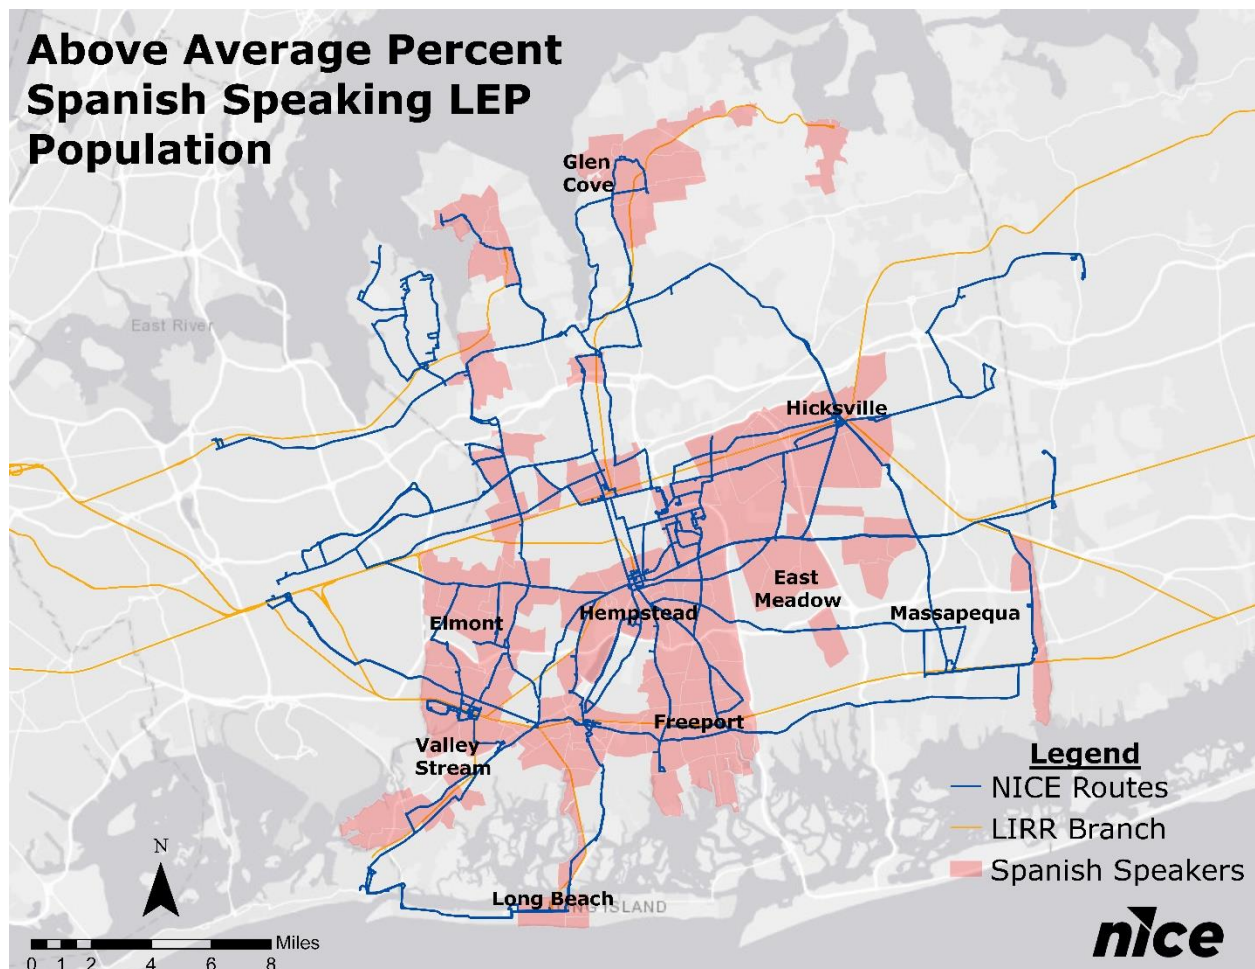 Above Average Percent
Spanish Speaking LEP
Population
Glen
Cove
East River
Hicksville
East
Meadow
Hempstead
Massapequa
Elmont
Freeport
Valley
Stream
Legend
NICE Routes
LIRR Branch
Spanish Speakers
N
Long Beach
LONG ISLAND
Miles
0 1 2 4 6 8
nice